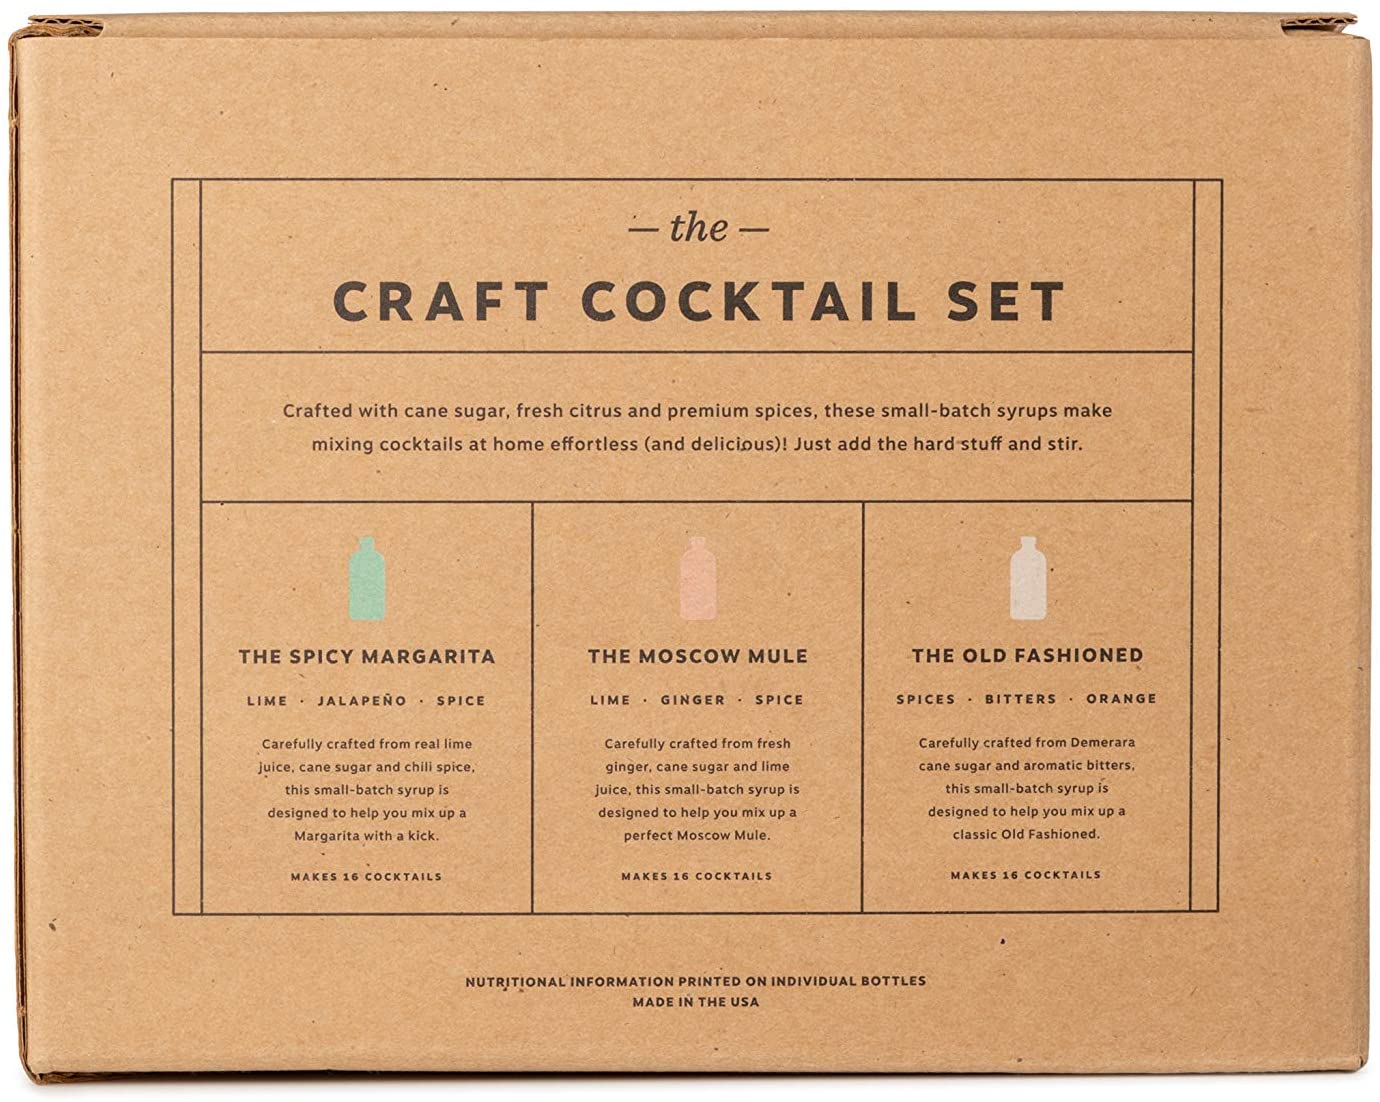 — the —
CRAFT COCKTAIL SET
Crafted with cane sugar, fresh citrus and premium spices, these small-batch syrups make
mixing cocktails at home effortless (and delicious)! Just add the hard stuff and stir.
THE SPICY MARGARITA
LIME · JALAPEÑO · SPICE
Carefully crafted from real lime
juice, cane sugar and chili spice,
this small-batch syrup is
designed to help you mix up a
Margarita with a kick.
MAKES 16 COCKTAILS
THE MOSCOW MULE
LIME · GINGER · SPICE
Carefully crafted from fresh
ginger, cane sugar and lime
juice, this small-batch syrup is
designed to help you mix up a
perfect Moscow Mule.
MAKES 16 COCKTAILS
THE OLD FASHIONED
SPICES · BITTERS · ORANGE
Carefully crafted from Demerara
cane sugar and aromatic bitters,
this small-batch syrup is
designed to help you mix up a
classic Old Fashioned.
MAKES 16 COCKTAILS
NUTRITIONAL INFORMATION PRINTED ON INDIVIDUAL BOTTLES
MADE IN THE USA